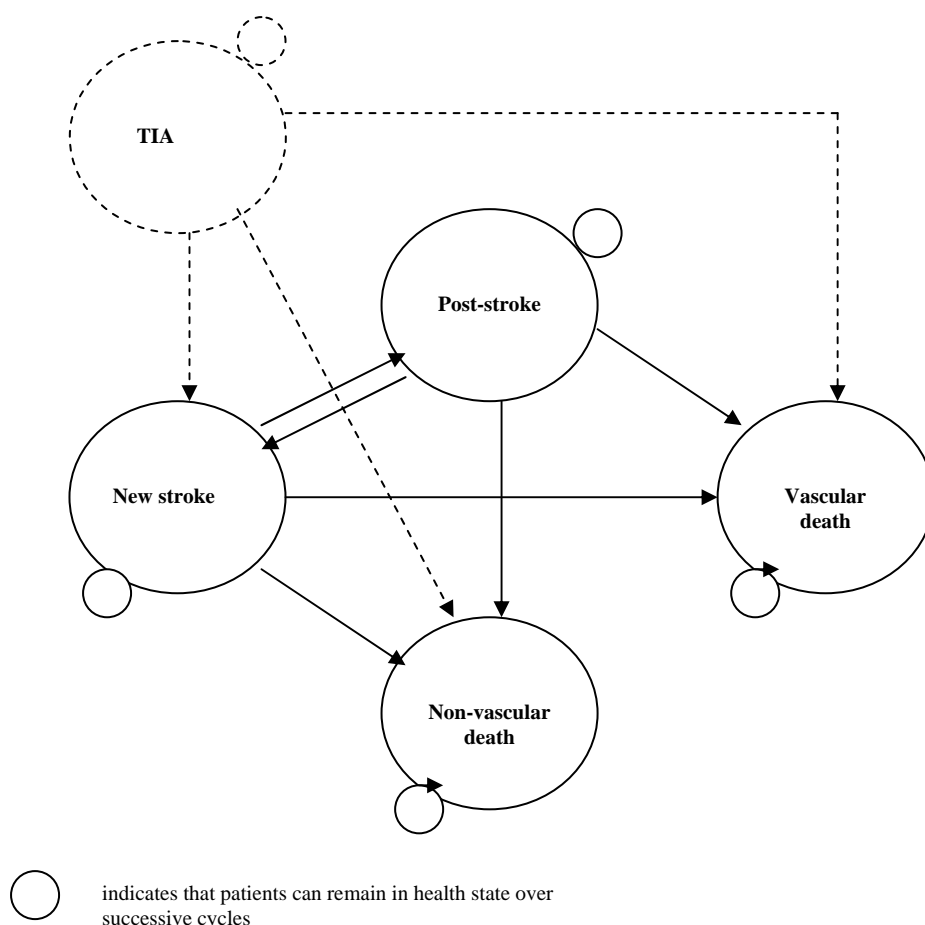 TIA
Post-stroke
New stroke
Vascular
death
Non-vascular
death
indicates that patients can remain in health state over
successive cycles